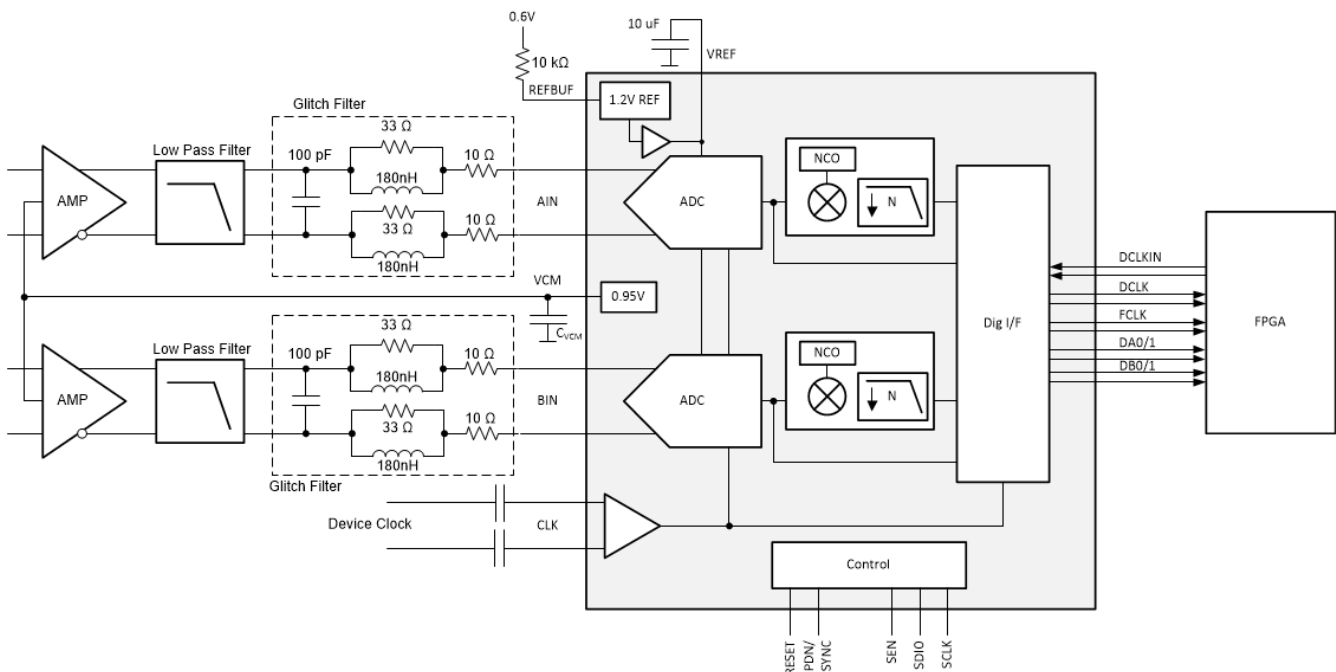 0.6V
10 uF
VREF
10 kΩ
REFBUF
1.2V REF
Glitch Filter
33 Ω
Low Pass Filter
100 pF
10 Ω
180nH
AMP
AIN
ADC
NCO
N
33 Ω
10 Ω
180nH
VCM
0.95V
CVCM
Dig I/F
DCLKIN
DCLK
FCLK
DA0/1
DB0/1
FPGA
33 Ω
Low Pass Filter
100 pF
10 Ω
180nH
AMP
BIN
ADC
NCO
N
33 Ω
10 Ω
180nH
Glitch Filter
Device Clock
CLK
Control
RESET
PDN/
SYNC
SEN
SDIO
SCLK